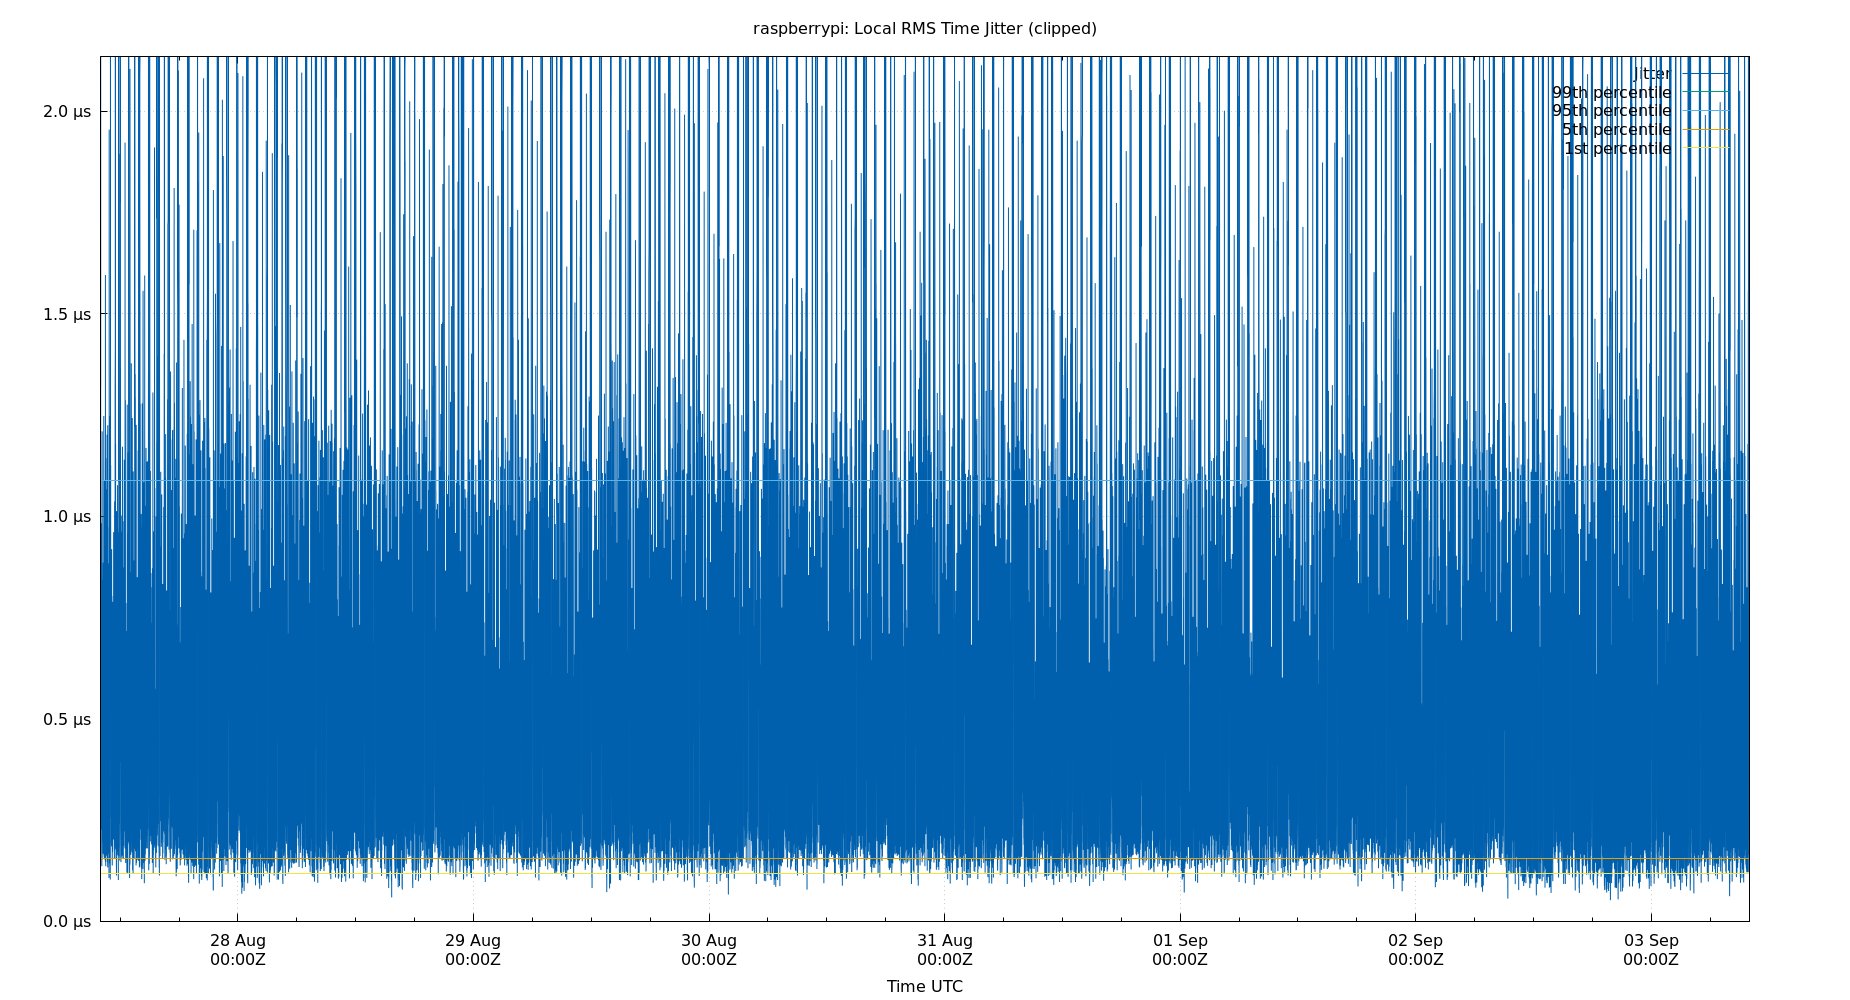 raspberrypi: Local RMS Time Jitter (clipped)
Jitter
99th percentile
95th percentile
5th percentile
1st percentile
2.0 µs
1.5 µs
1.0 µs
0.5 µs
0.0 µs
28 Aug 29 Aug 30 Aug 31 Aug 01 Sep 02 Sep 03 Sep
00:00Z 00:00Z 00:00Z 00:00Z 00:00Z 00:00Z 00:00Z
Time UTC